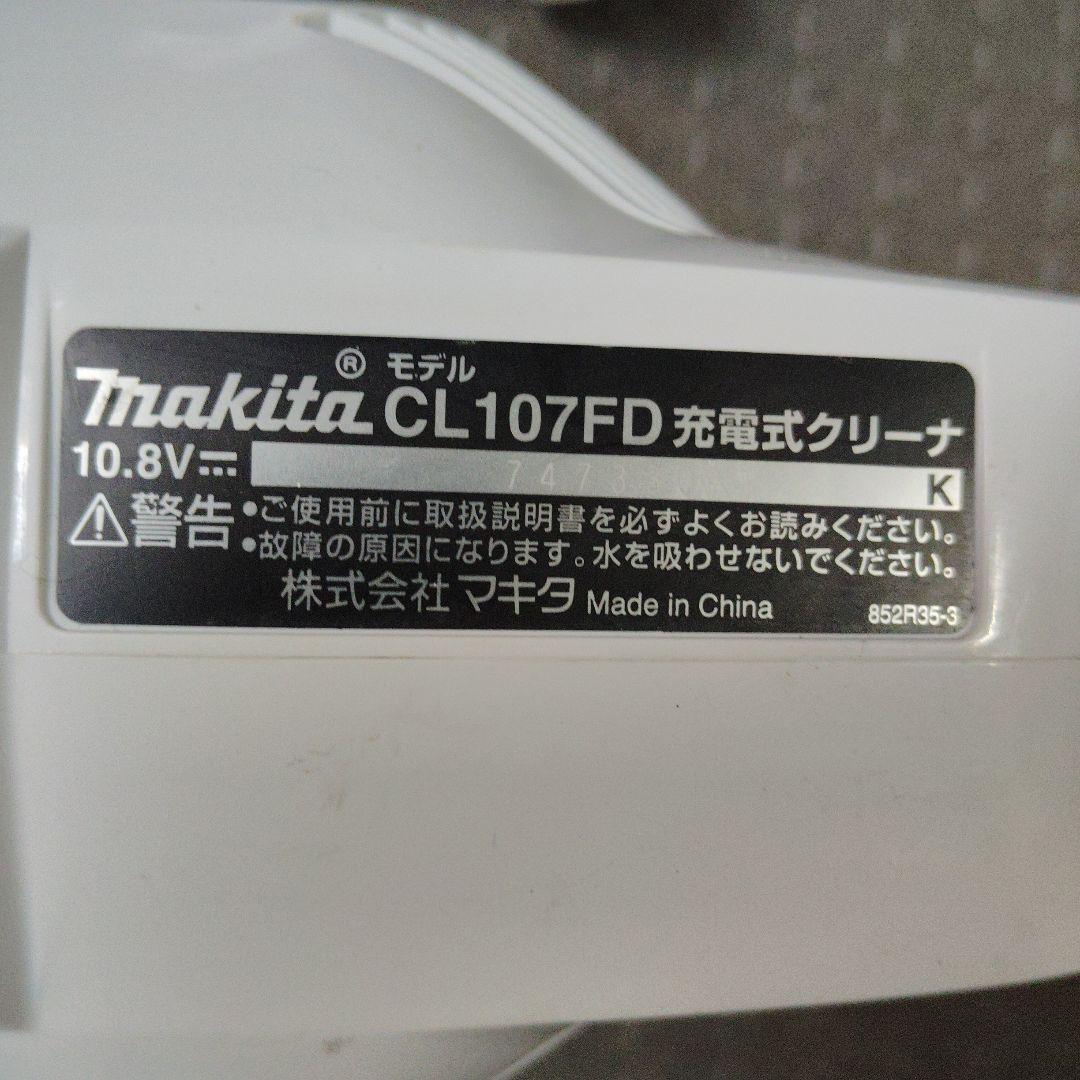 makita® モデル CL107FD 充電式クリーナ
10.8V K
警告 •ご使用前に取扱説明書を必ずよくお読みください。
•故障の原因になります。水を吸わせないでください。
株式会社マキタ Made in China 852R35-3